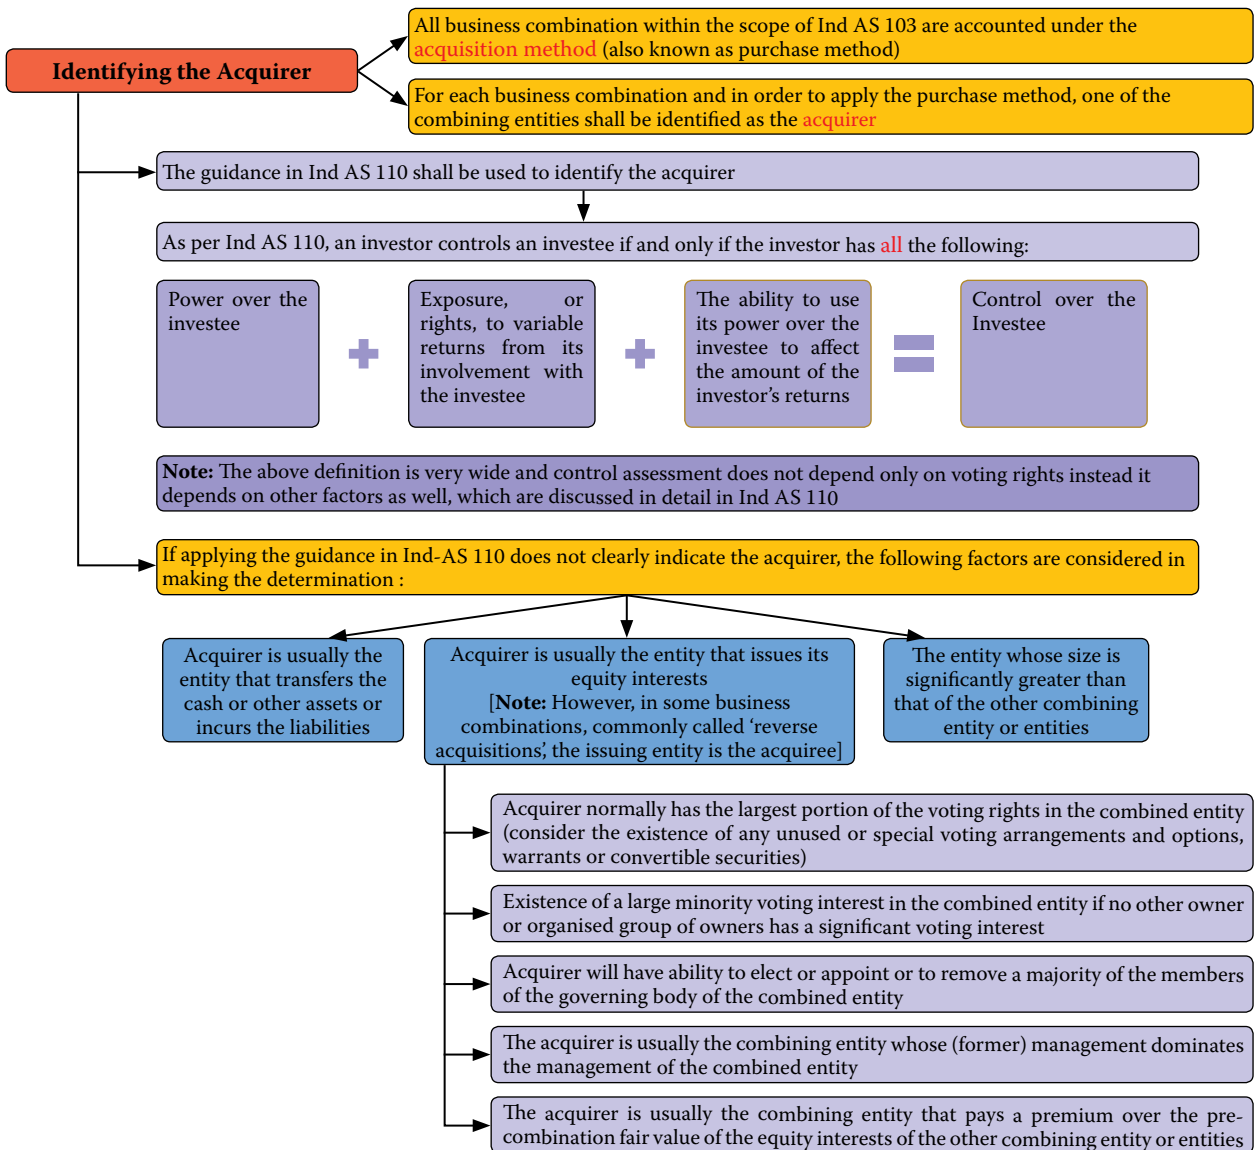 All business combination within the scope of Ind AS 103 are accounted under the
acquisition method (also known as purchase method)
Identifying the Acquirer
For each business combination and in order to apply the purchase method, one of the
combining entities shall be identified as the acquirer
The guidance in Ind AS 110 shall be used to identify the acquirer
As per Ind AS 110, an investor controls an investee if and only if the investor has all the following:
Power over the
investee
Exposure, or
rights, to variable
returns from its
involvement with
the investee
The ability to use
its power over the
investee to affect
the amount of the
investor's returns
Control over the
Investee
Note: The above definition is very wide and control assessment does not depend only on voting rights instead it
depends on other factors as well, which are discussed in detail in Ind AS 110
If applying the guidance in Ind-AS 110 does not clearly indicate the acquirer, the following factors are considered in
making the determination :
Acquirer is usually the
entity that transfers the
cash or other assets or
incurs the liabilities
Acquirer is usually the entity that issues its
equity interests
[Note: However, in some business
combinations, commonly called 'reverse
acquisitions', the issuing entity is the acquiree]
The entity whose size is
significantly greater than
that of the other combining
entity or entities
Acquirer normally has the largest portion of the voting rights in the combined entity
(consider the existence of any unused or special voting arrangements and options,
warrants or convertible securities)
Existence of a large minority voting interest in the combined entity if no other owner
or organised group of owners has a significant voting interest
Acquirer will have ability to elect or appoint or to remove a majority of the members
of the governing body of the combined entity
The acquirer is usually the combining entity whose (former) management dominates
the management of the combined entity
The acquirer is usually the combining entity that pays a premium over the pre-
combination fair value of the equity interests of the other combining entity or entities